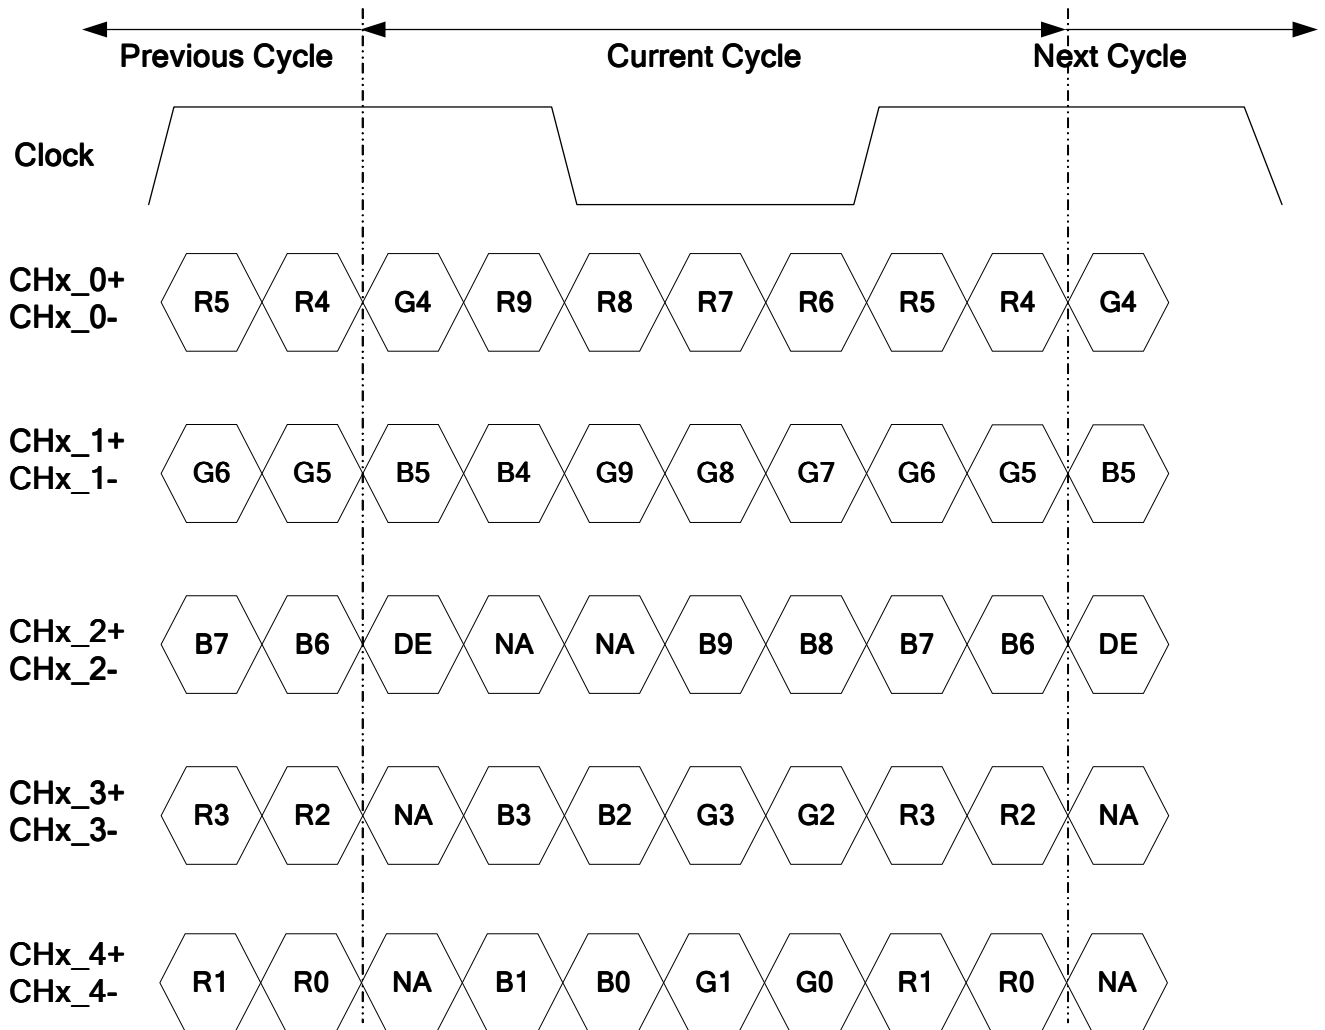 Previous Cycle Current Cycle Next Cycle
Clock
CHx_0+
CHx_0-
R5 R4 G4 R9 R8 R7 R6 R5 R4 G4
CHx_1+
CHx_1-
G6 G5 B5 B4 G9 G8 G7 G6 G5 B5
CHx_2+
CHx_2-
B7 B6 DE NA NA B9 B8 B7 B6 DE
CHx_3+
CHx_3-
R3 R2 NA B3 B2 G3 G2 R3 R2 NA
CHx_4+
CHx_4-
R1 R0 NA B1 B0 G1 G0 R1 R0 NA